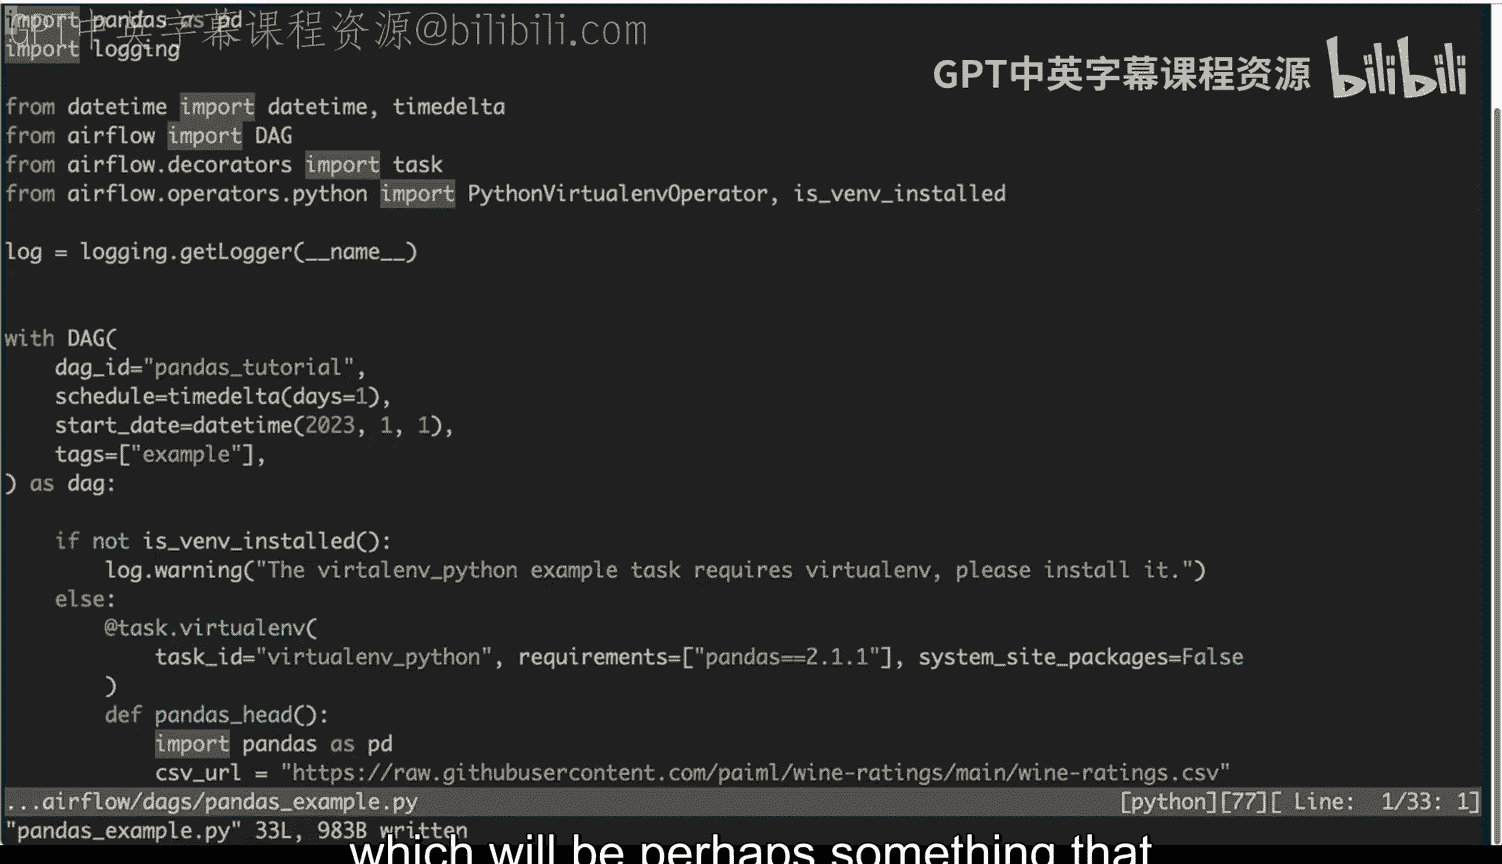 import pandas as pd
GPT中英字幕课程资源@bilibili.com
import logging
GPT中英字幕课程资源 bilibili
from datetime import datetime, timedelta
from airflow import DAG
from airflow.decorators import task
from airflow.operators.python import PythonVirtualenvOperator, is_venv_installed
log = logging.getLogger(__name__)
with DAG(
dag_id="pandas_tutorial",
schedule=timedelta(days=1),
start_date=datetime(2023, 1, 1),
tags=["example"],
) as dag:
if not is_venv_installed():
log.warning("The virtalenv_python example task requires virtualenv, please install it.")
else:
@task.virtualenv(
task_id="virtualenv_python", requirements=["pandas==2.1.1"], system_site_packages=False
)
def pandas_head():
import pandas as pd
csv_url = "https://raw.githubusercontent.com/paiml/wine-ratings/main/wine-ratings.csv"
...airflow/dags/pandas_example.py [python][77][ Line: 1/33: 1]
"pandas_example.py" 33L, 983B written
which will be perhaps something that